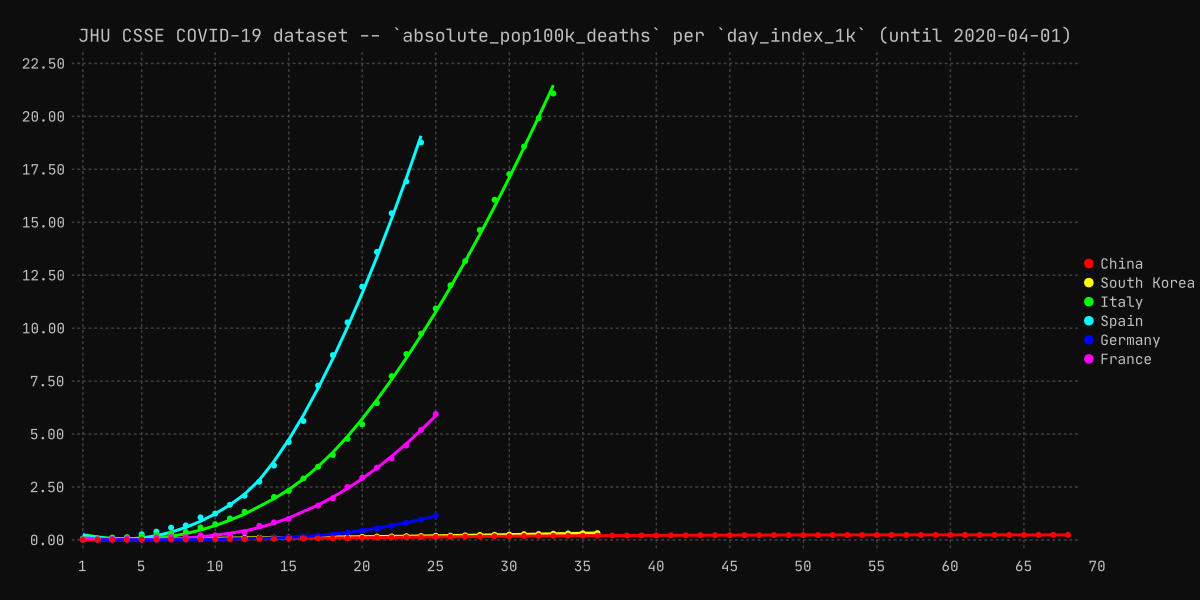 JHU CSSE COVID-19 dataset -- `absolute_pop100k_deaths` per `day_index_1k` (until 2020-04-01)
22.50
20.00
17.50
15.00
12.50
10.00
7.50
5.00
2.50
0.00
1 5 10 15 20 25 30 35 40 45 50 55 60 65 70
China
South Korea
Italy
Spain
Germany
France